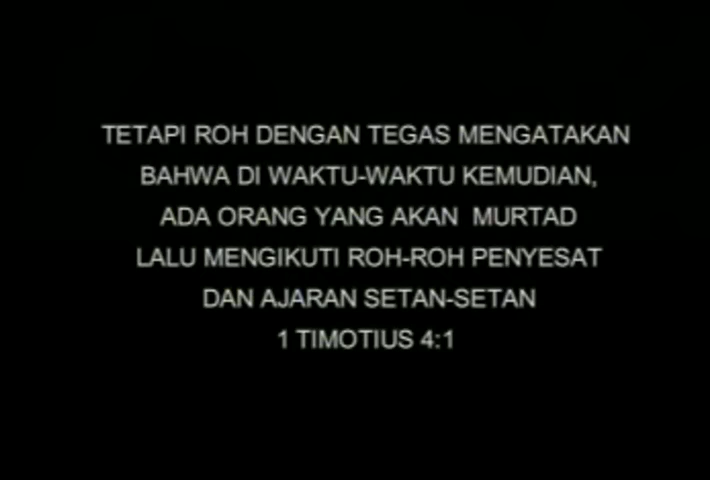 TETAPI ROH DENGAN TEGAS MENGATAKAN
BAHWA DI WAKTU-WAKTU KEMUDIAN,
ADA ORANG YANG AKAN MURTAD
LALU MENGIKUTI ROH-ROH PENYESAT
DAN AJARAN SETAN-SETAN
1 TIMOTIUS 4:1